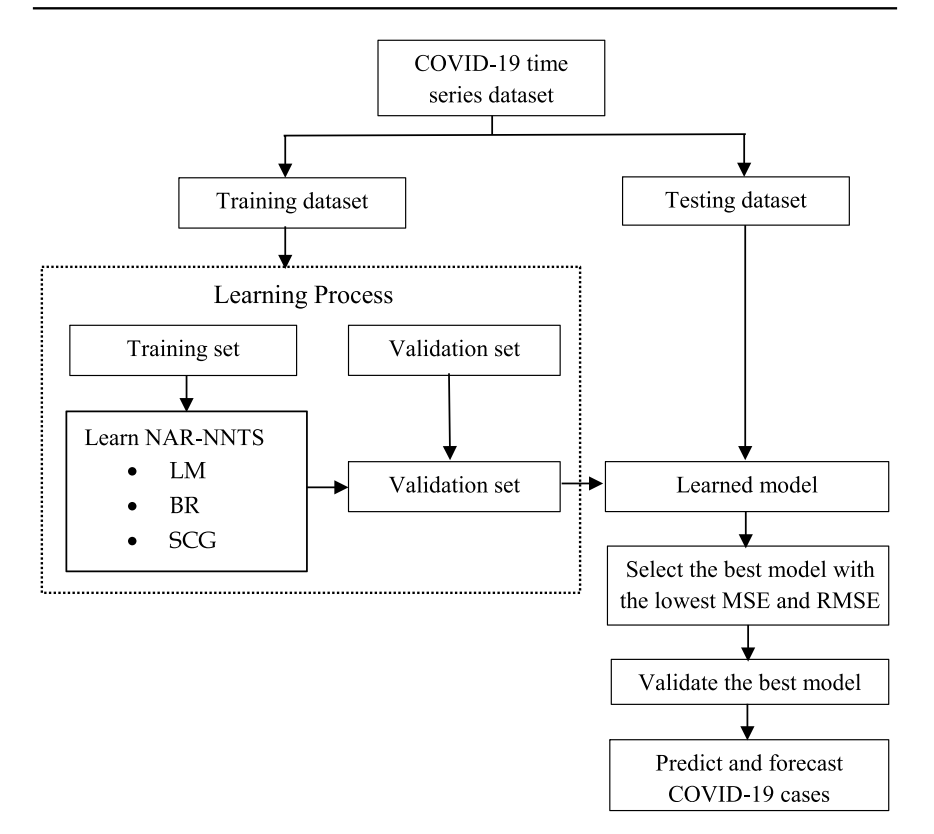 COVID-19 time
series dataset
Training dataset
Testing dataset
Learning Process
Training set
Validation set
Learn NAR-NNTS
• LM
• BR
• SCG
Validation set
Learned model
Select the best model with
the lowest MSE and RMSE
Validate the best model
Predict and forecast
COVID-19 cases